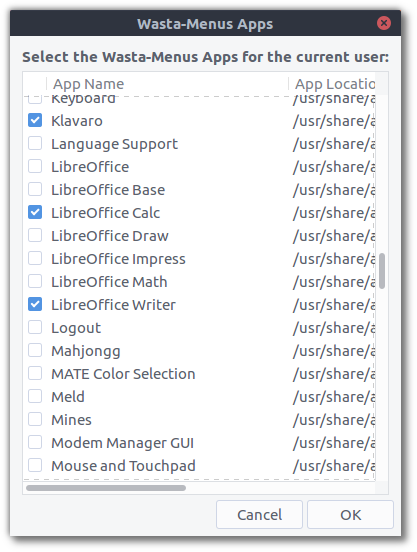 Wasta-Menus Apps
Select the Wasta-Menus Apps for the current user:
App Name App Locatio
Keyboard /usr/share/a
Klavaro /usr/share/a
Language Support /usr/share/a
LibreOffice /usr/share/a
LibreOffice Base /usr/share/a
LibreOffice Calc /usr/share/a
LibreOffice Draw /usr/share/a
LibreOffice Impress /usr/share/a
LibreOffice Math /usr/share/a
LibreOffice Writer /usr/share/a
Logout /usr/share/a
Mahjongg /usr/share/a
MATE Color Selection /usr/share/a
Meld /usr/share/a
Mines /usr/share/a
Modem Manager GUI /usr/share/a
Mouse and Touchpad /usr/share/a
Cancel OK